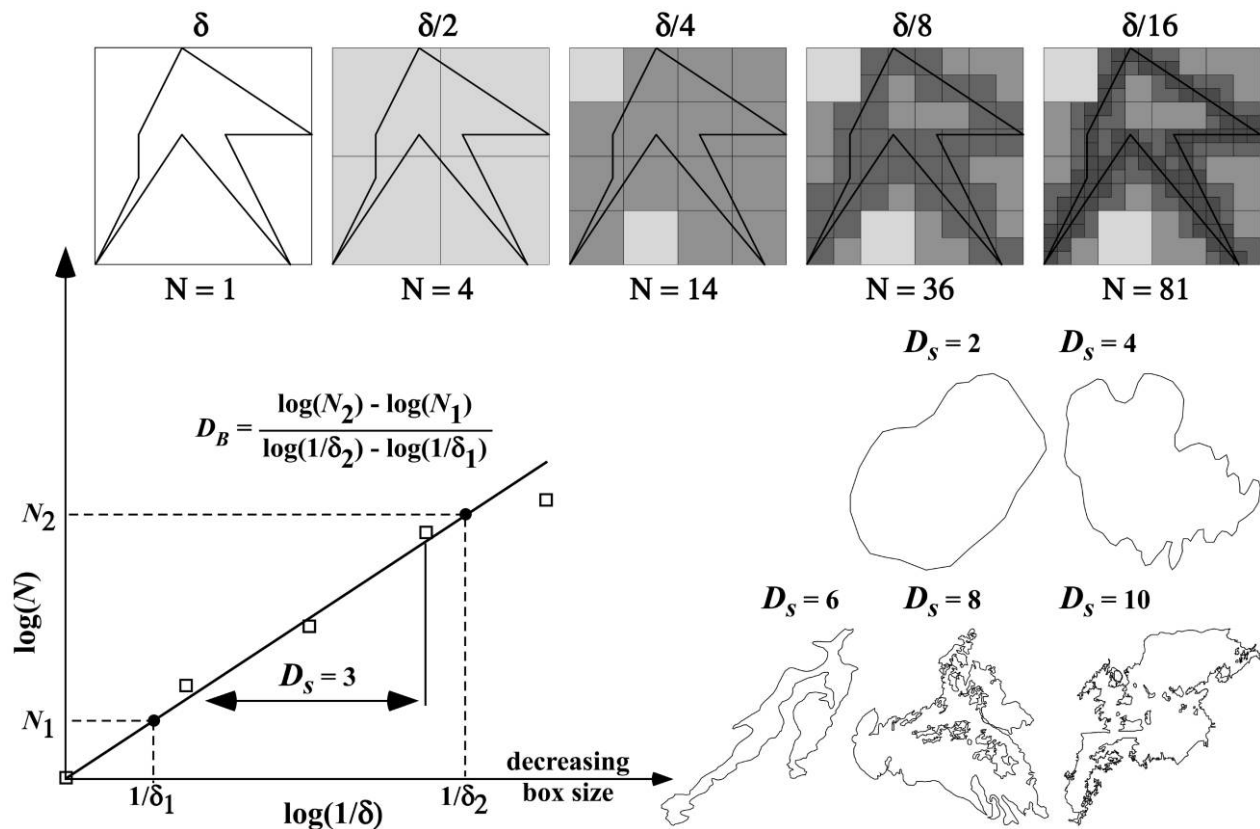 δ δ/2 δ/4 δ/8 δ/16
N = 1 N = 4 N = 14 N = 36 N = 81
D_s = 2 D_s = 4
D_B = log(N_2) - log(N_1)
log(1/δ_2) - log(1/δ_1)
N_2
log(N)
D_s = 3
N_1
D_s = 6 D_s = 8 D_s = 10
decreasing
box size
1/δ_1 log(1/δ) 1/δ_2